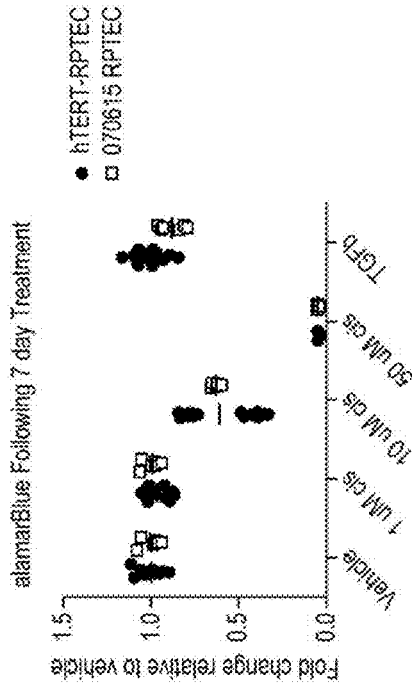 alamarBlue Following 7 day Treatment
hTERT-RPTEC
070615 RPTEC
Fold change relative to vehicle
1.5
1.0
0.5
0.0
Vehicle
1 uM cis
10 uM cis
50 uM cis
TGFb